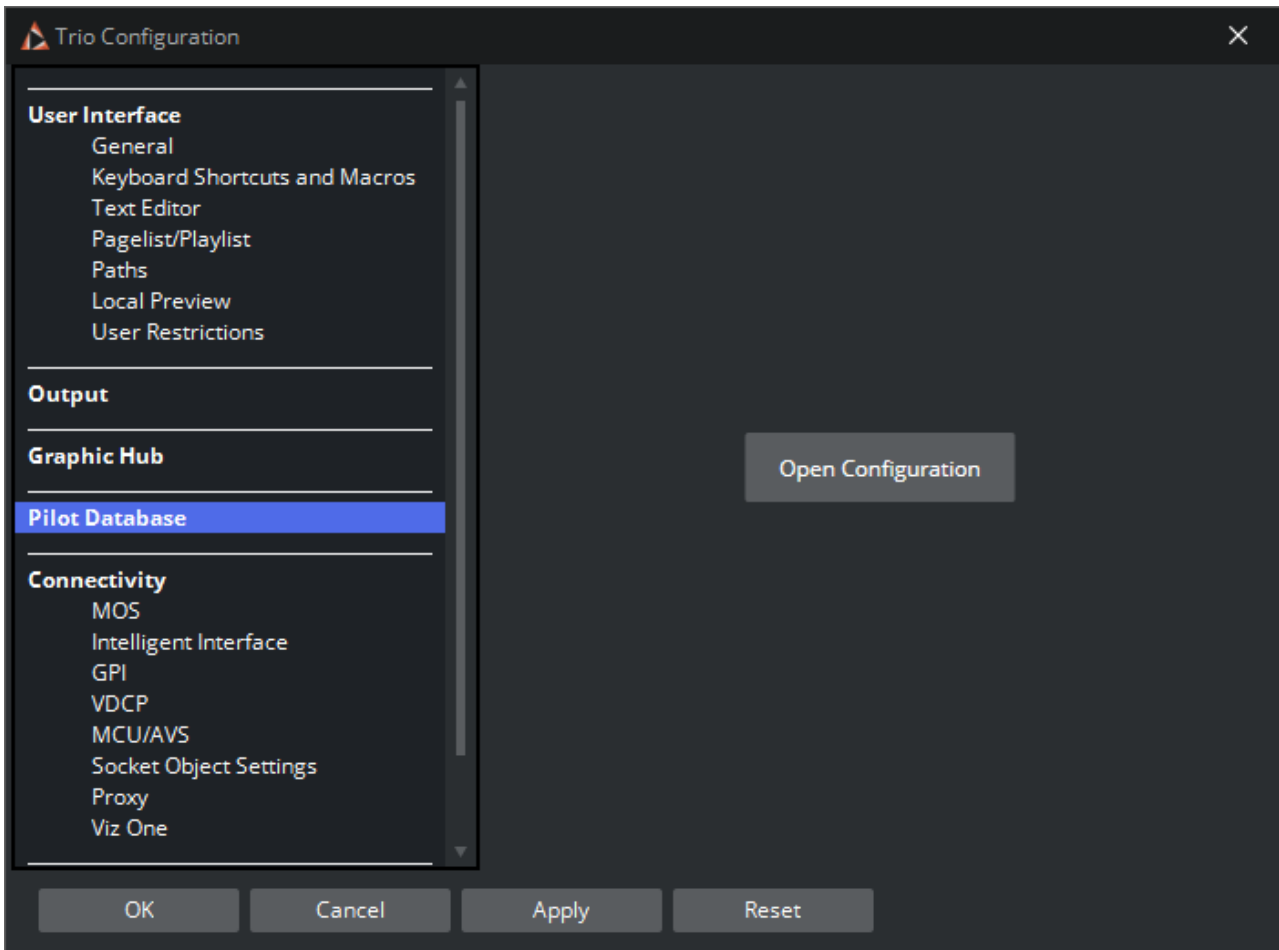 Trio Configuration
User Interface
General
Keyboard Shortcuts and Macros
Text Editor
Pagelist/Playlist
Paths
Local Preview
User Restrictions
Output
Graphic Hub
Pilot Database
Connectivity
MOS
Intelligent Interface
GPI
VDCP
MCU/AVS
Socket Object Settings
Proxy
Viz One
Open Configuration
OK Cancel Apply Reset